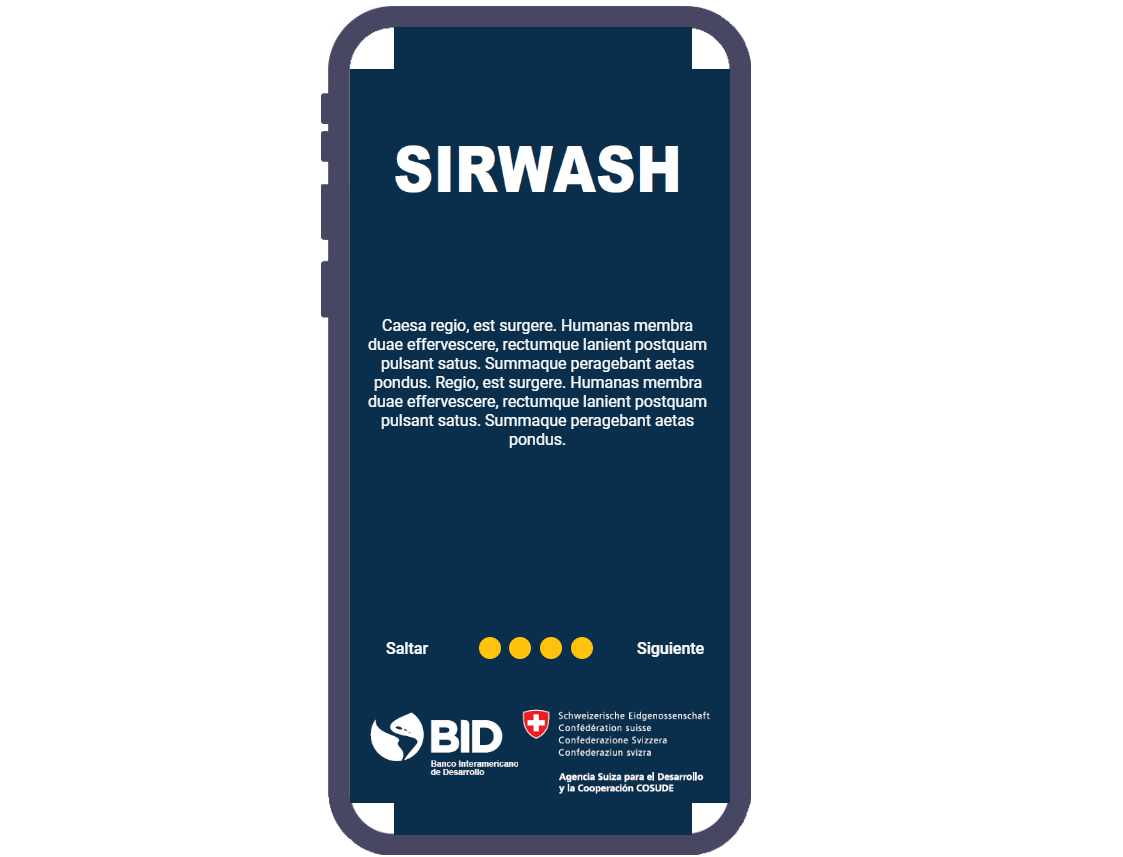 SIRWASH
Caesa regio, est surgere. Humanas membra
duae effervescere, rectumque lanient postquam
pulsant satus. Summaque peragebant aetas
pondus. Regio, est surgere. Humanas membra
duae effervescere, rectumque lanient postquam
pulsant satus. Summaque peragebant aetas
pondus.
Saltar
Siguiente
BID
Banco Interamericano
de Desarrollo
Schweizerische Eidgenossenschaft
Confédération suisse
Confederazione Svizzera
Confederaziun svizra
Agencia Suiza para el Desarrollo
y la Cooperación COSUDE